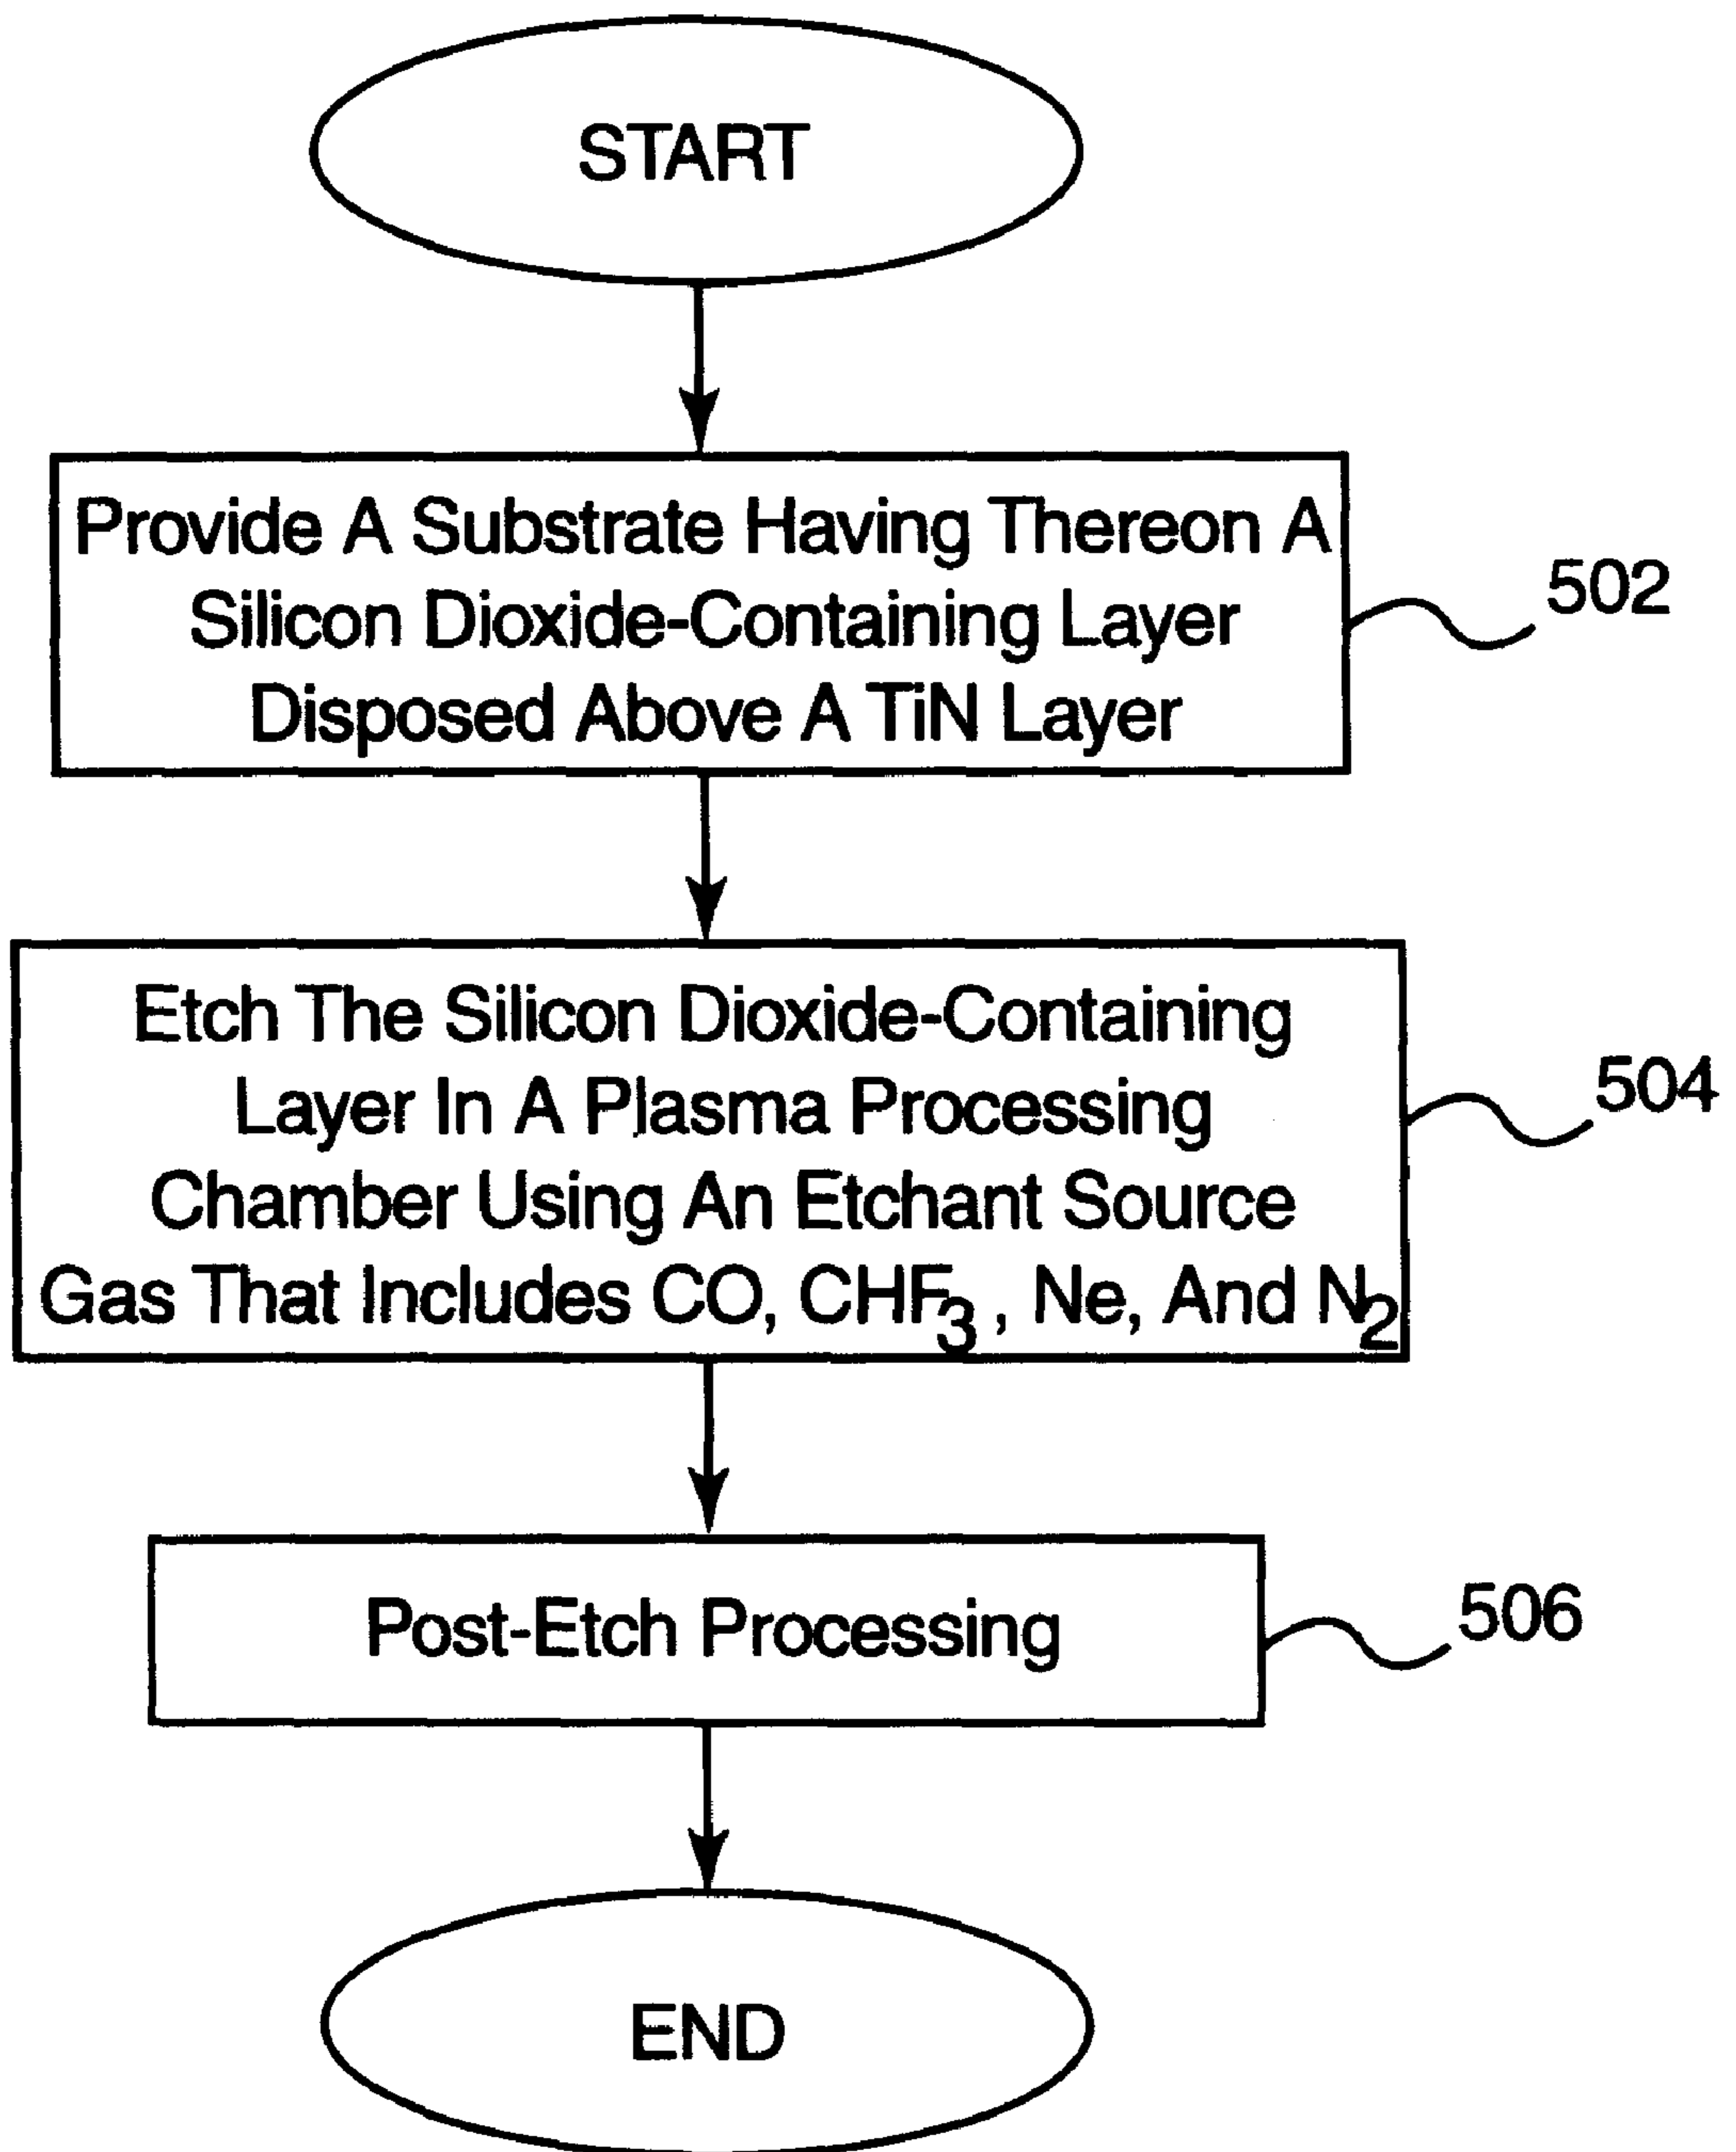 START
Provide A Substrate Having Thereon A
Silicon Dioxide-Containing Layer
Disposed Above A TiN Layer
502
Etch The Silicon Dioxide-Containing
Layer In A Plasma Processing
Chamber Using An Etchant Source
Gas That Includes CO, CHF₃, Ne, And N₂
504
Post-Etch Processing
506
END